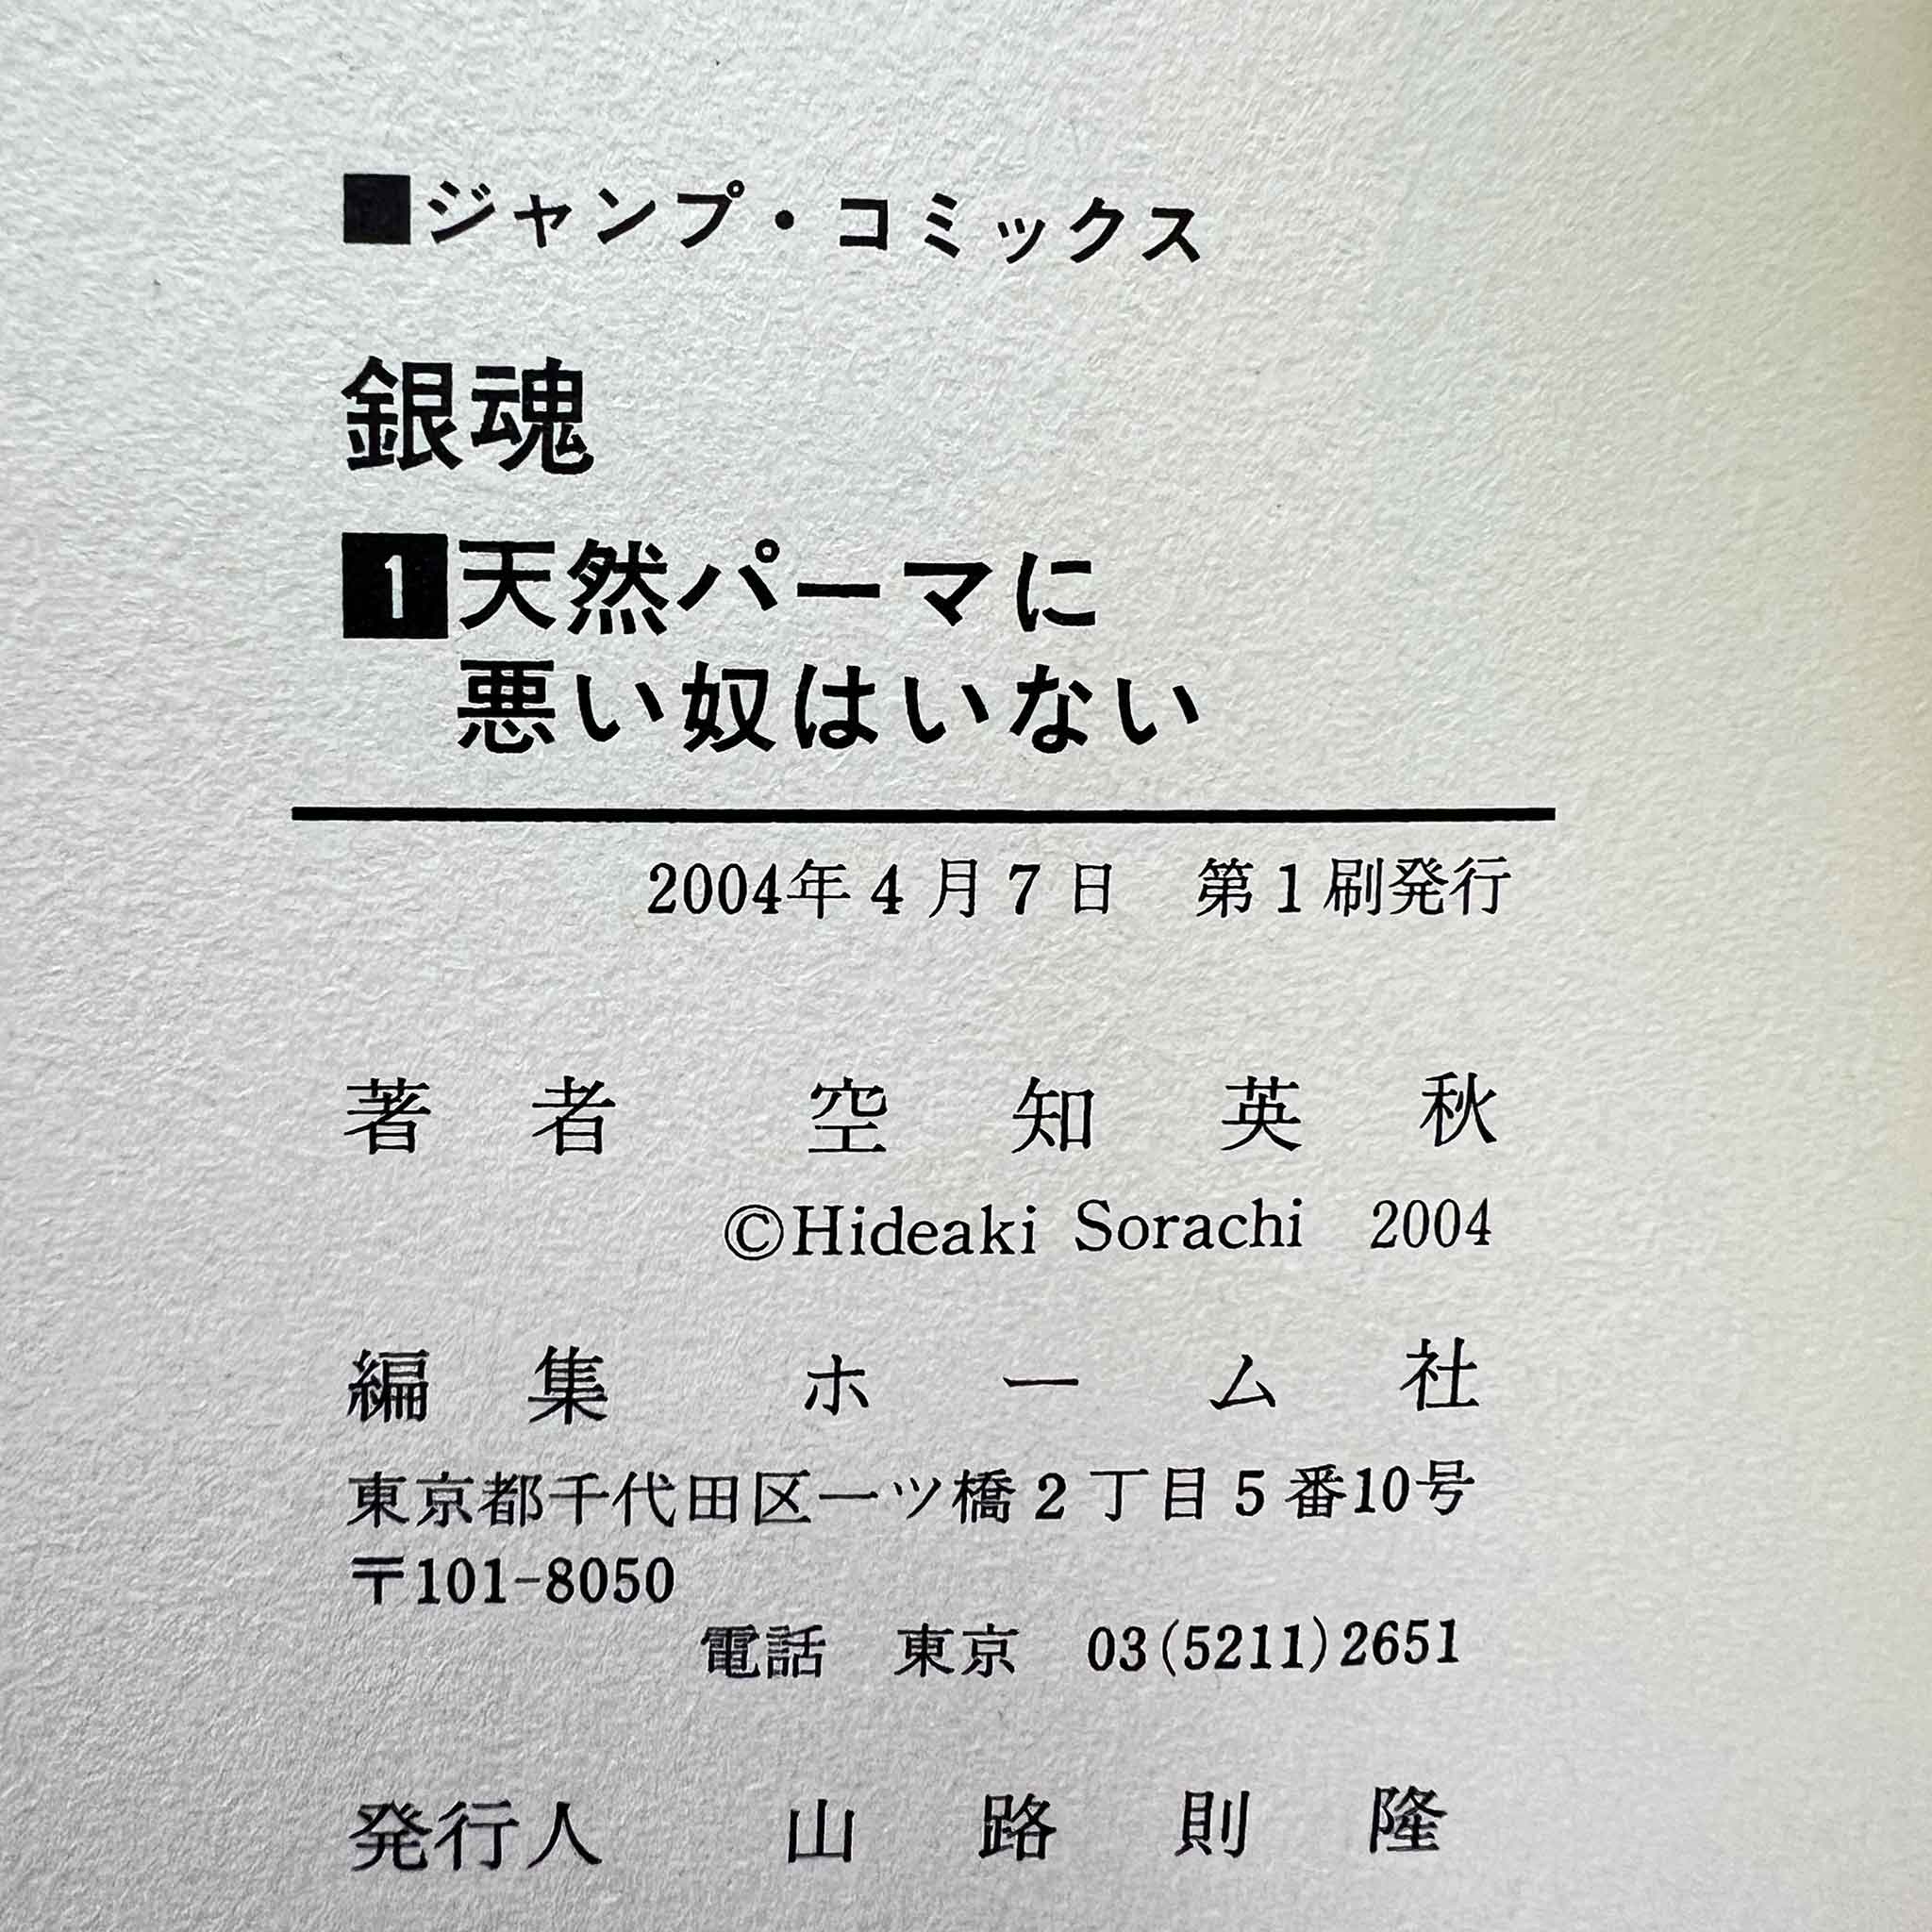 ■ジャンプ・コミックス
銀魂
1天然パーマに
悪い奴はいない
2004年4月7日　第1刷発行
著者　空知英秋
©Hideaki Sorachi 2004
編集　ホーム社
東京都千代田区一ツ橋2丁目5番10号
〒101-8050
電話　東京　03(5211)2651
発行人　山路則隆